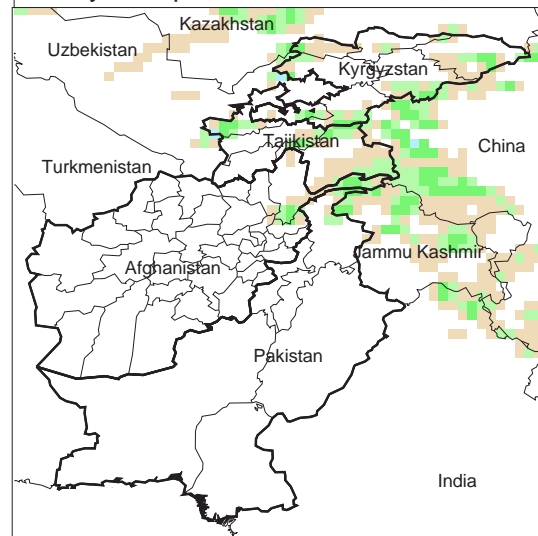 Kazakhstan
Uzbekistan
Kyrgyzstan
Tajikistan
China
Turkmenistan
Jammu Kashmir
Afghanistan
Pakistan
India